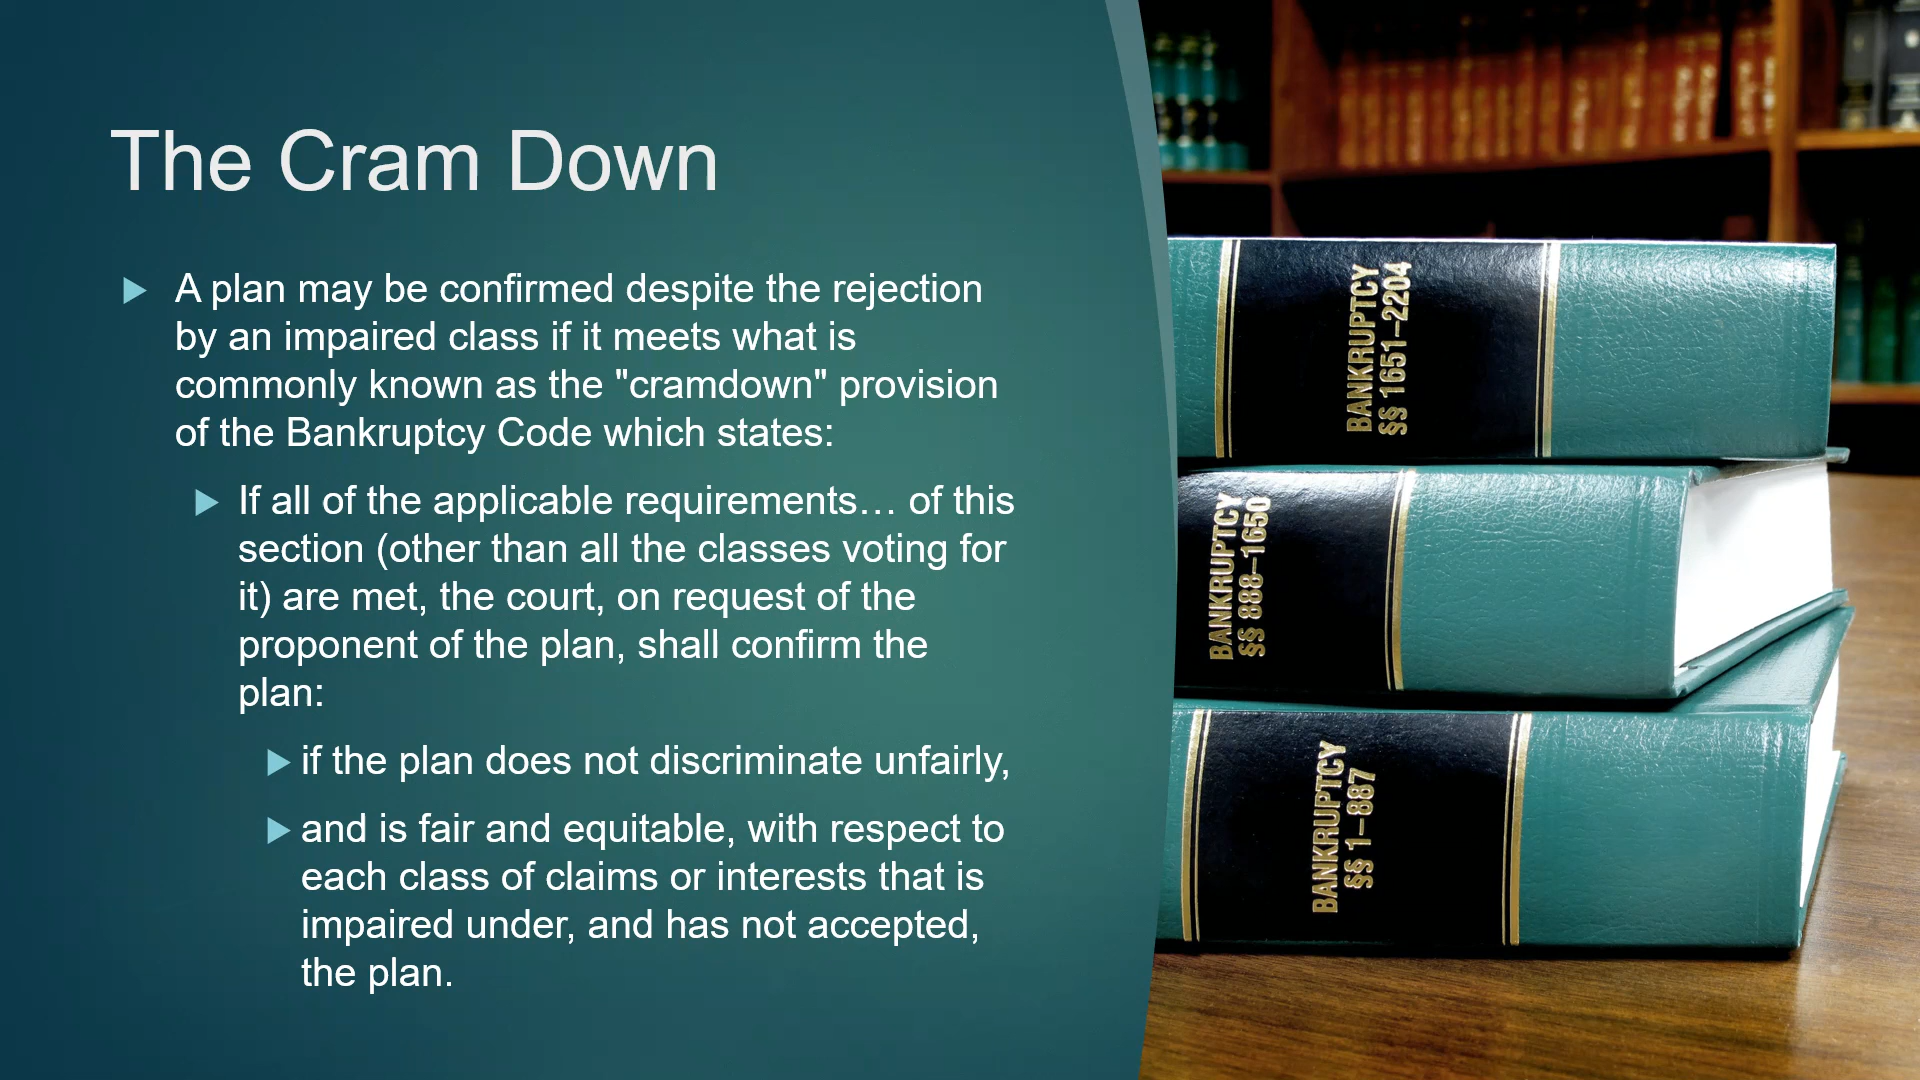 The Cram Down
A plan may be confirmed despite the rejection
by an impaired class if it meets what is
commonly known as the "cramdown" provision
of the Bankruptcy Code which states:
If all of the applicable requirements… of this
section (other than all the classes voting for
it) are met, the court, on request of the
proponent of the plan, shall confirm the
plan:
if the plan does not discriminate unfairly,
and is fair and equitable, with respect to
each class of claims or interests that is
impaired under, and has not accepted,
the plan.
BANKRUPTCY
§§ 1651–2204
BANKRUPTCY
§§ 888–1650
BANKRUPTCY
§§ 1–887